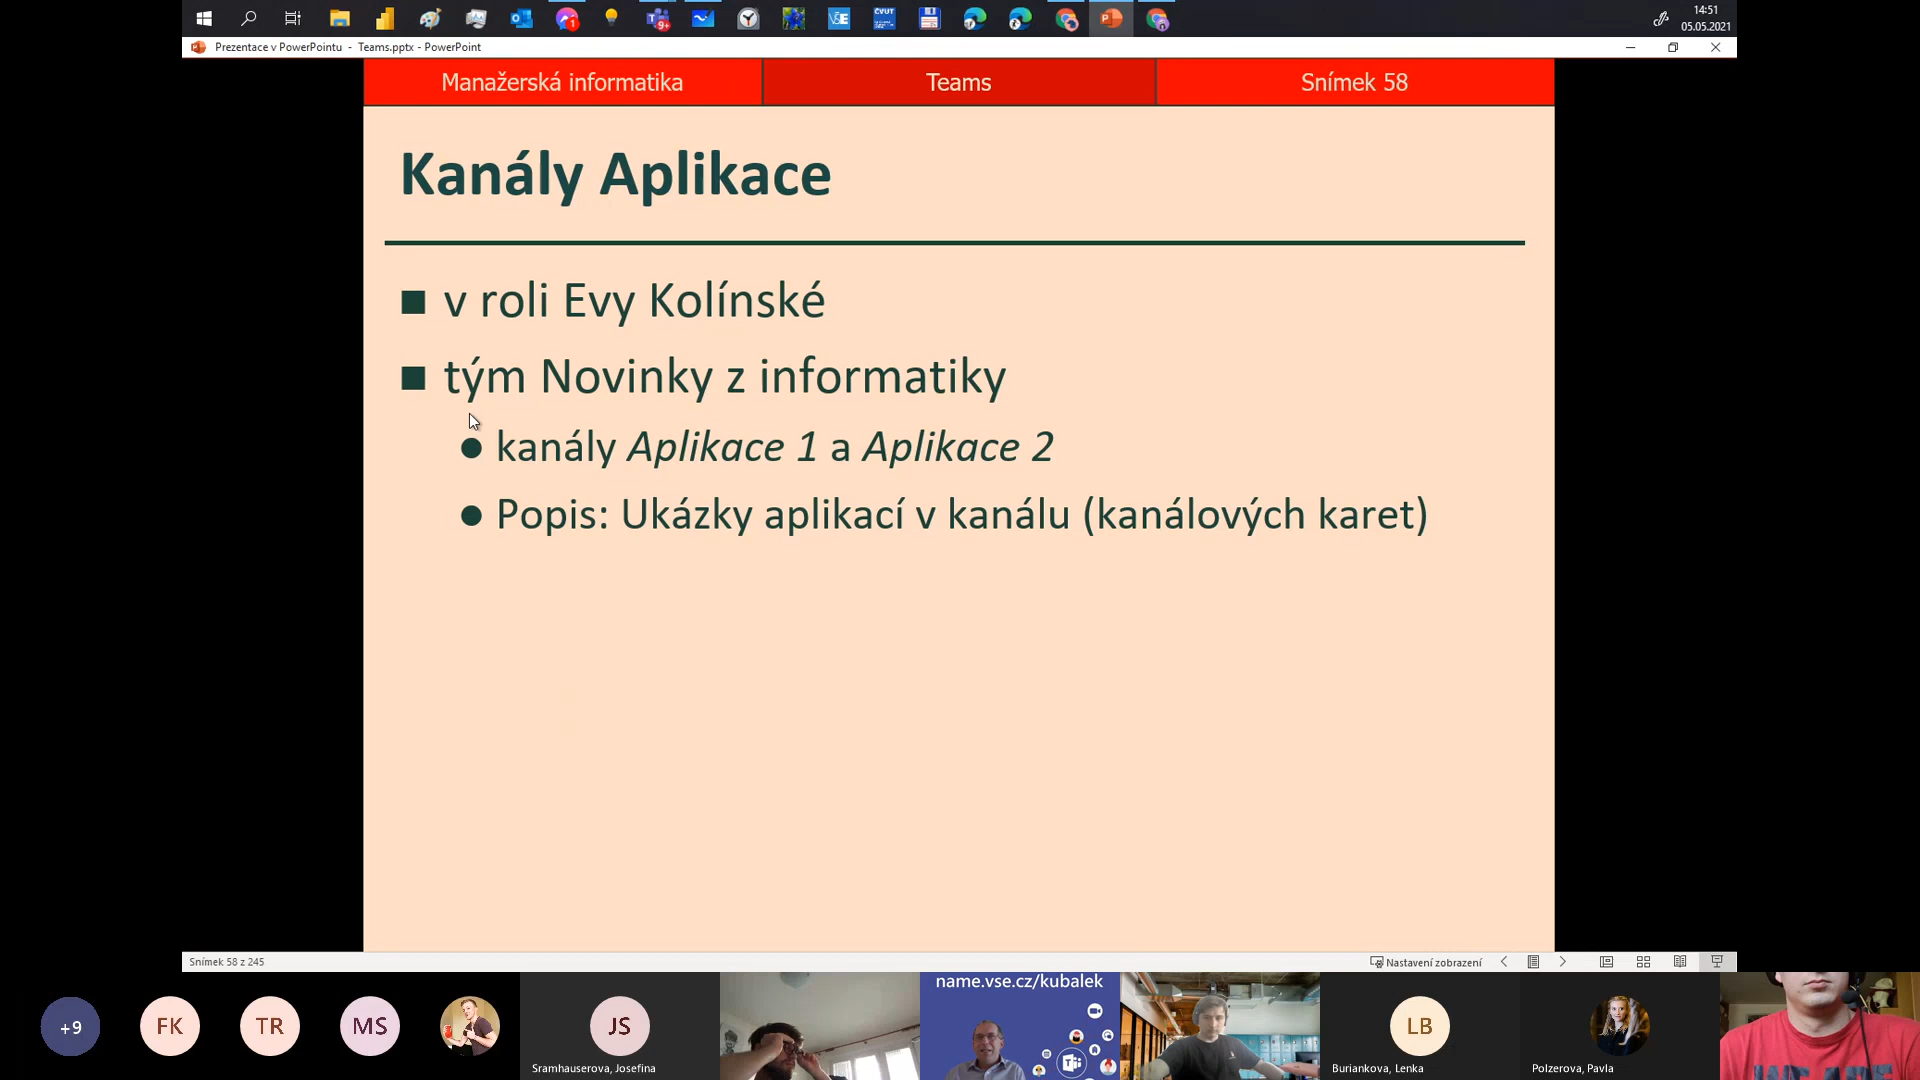 14:51
05.05.2021
Prezentace v PowerPointu - Teams.pptx - PowerPoint
Manažerská informatika
Teams
Snímek 58
Kanály Aplikace
v roli Evy Kolínské
tým Novinky z informatiky
kanály Aplikace 1 a Aplikace 2
Popis: Ukázky aplikací v kanálu (kanálových karet)
Snímek 58 z 245
Nastavení zobrazení
+9
FK
TR
MS
JS
Sramhauserova, Josefina
name.vse.cz/kubalek
LB
Buriankova, Lenka
Polzerova, Pavla